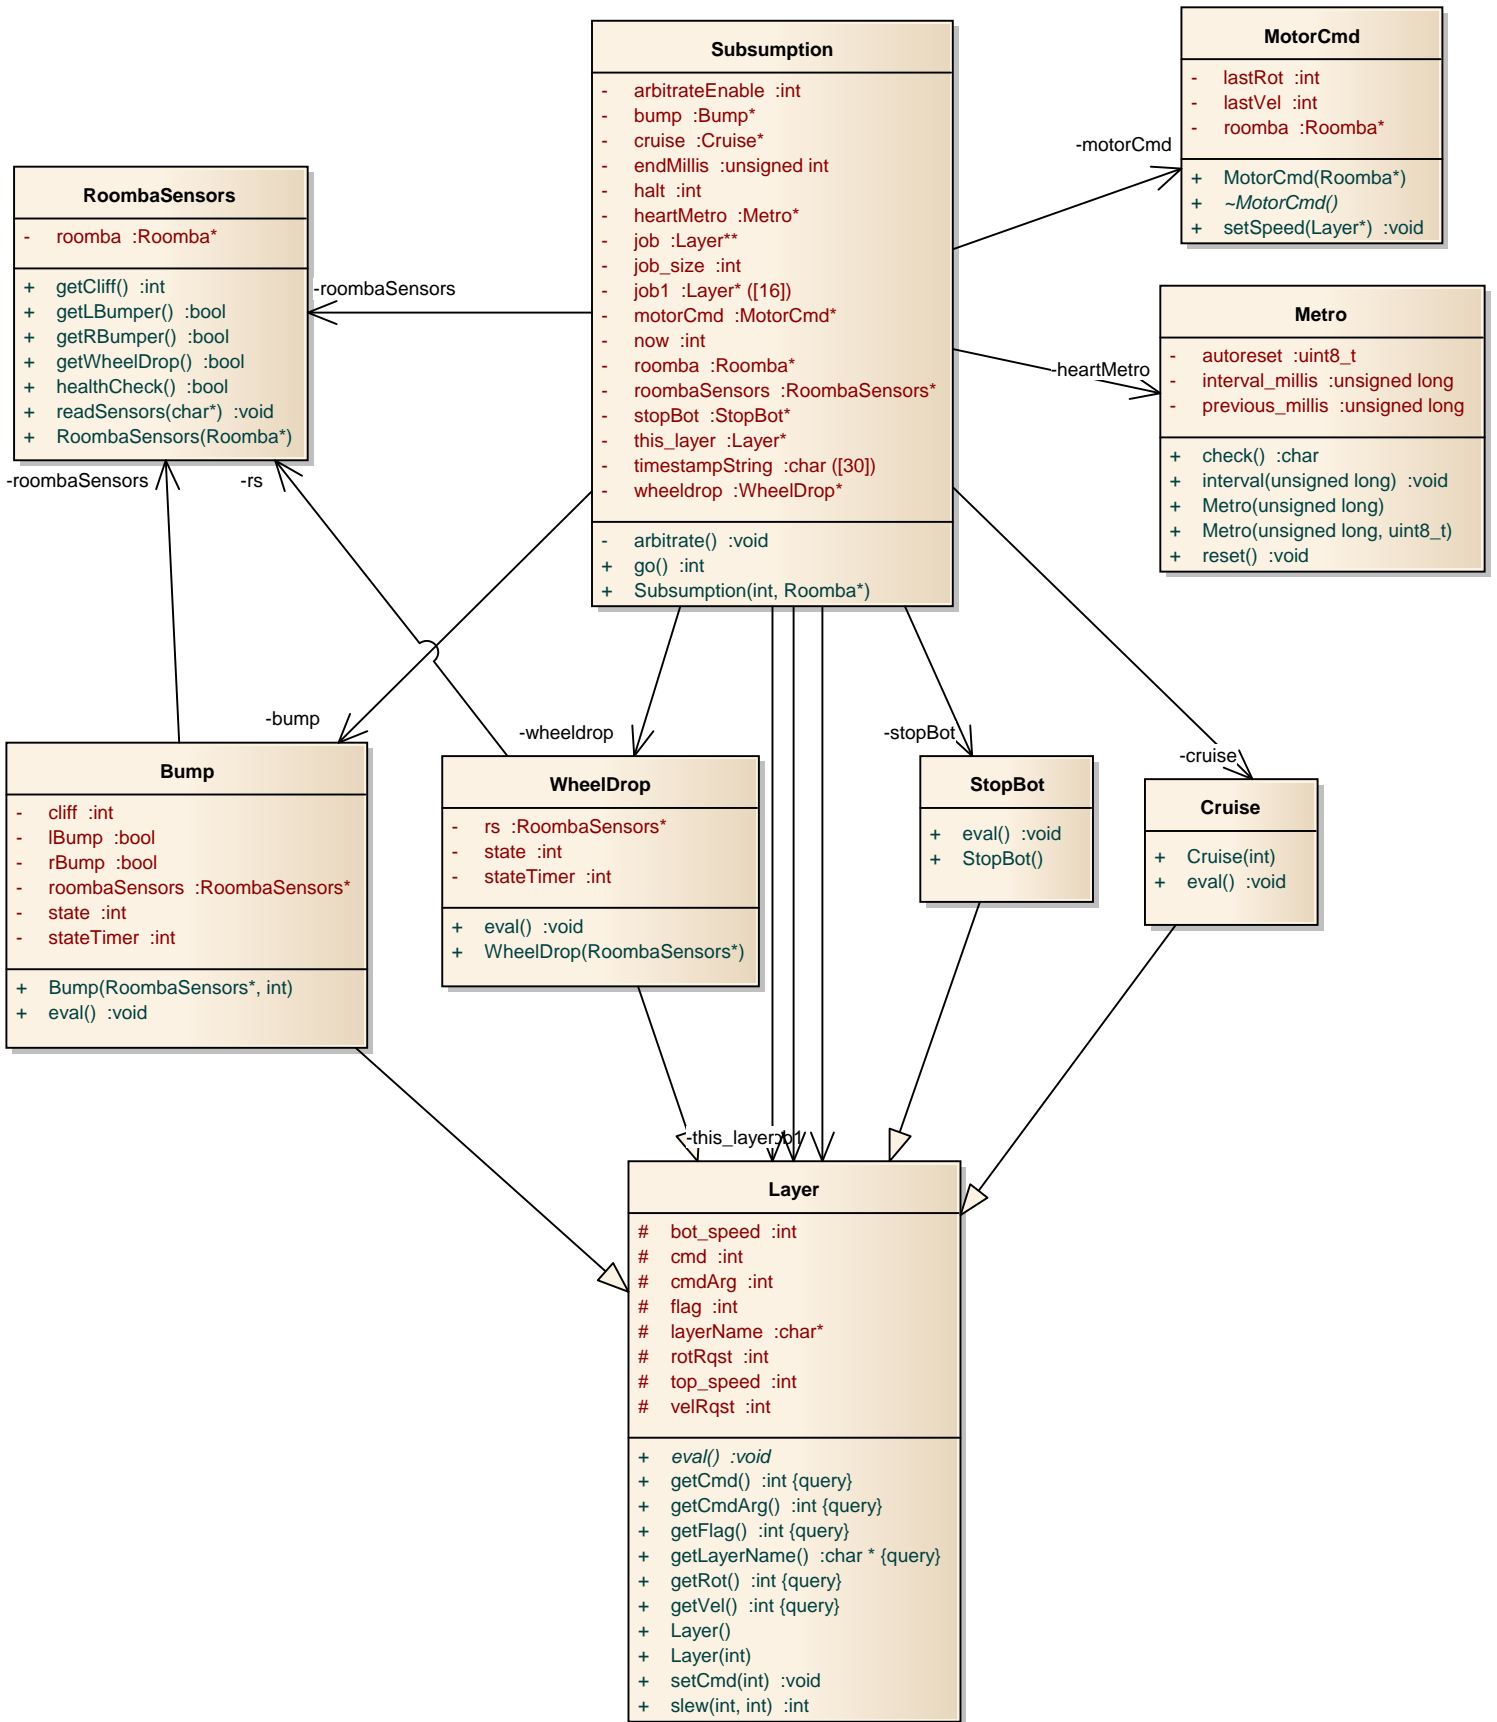 Subsumption
- arbitrateEnable :int
- bump :Bump*
- cruise :Cruise*
- endMillis :unsigned int
- halt :int
- heartMetro :Metro*
- job :Layer**
- job_size :int
- job1 :Layer* ([16])
- motorCmd :MotorCmd*
- now :int
- roomba :Roomba*
- roombaSensors :RoombaSensors*
- stopBot :StopBot*
- this_layer :Layer*
- timestampString :char ([30])
- wheeldrop :WheelDrop*
- arbitrate() :void
+ go() :int
+ Subsumption(int, Roomba*)
MotorCmd
- lastRot :int
- lastVel :int
- roomba :Roomba*
+ MotorCmd(Roomba*)
+ ~MotorCmd()
+ setSpeed(Layer*) :void
-motorCmd
RoombaSensors
- roomba :Roomba*
+ getCliff() :int
+ getLBumper() :bool
+ getRBumper() :bool
+ getWheelDrop() :bool
+ healthCheck() :bool
+ readSensors(char*) :void
+ RoombaSensors(Roomba*)
-roombaSensors
Metro
- autoreset :uint8_t
- interval_millis :unsigned long
- previous_millis :unsigned long
+ check() :char
+ interval(unsigned long) :void
+ Metro(unsigned long)
+ Metro(unsigned long, uint8_t)
+ reset() :void
-heartMetro
-roombaSensors
-rs
-bump
-wheeldrop
-stopBot
-cruise
Bump
- cliff :int
- lBump :bool
- rBump :bool
- roombaSensors :RoombaSensors*
- state :int
- stateTimer :int
+ Bump(RoombaSensors*, int)
+ eval() :void
WheelDrop
- rs :RoombaSensors*
- state :int
- stateTimer :int
+ eval() :void
+ WheelDrop(RoombaSensors*)
StopBot
+ eval() :void
+ StopBot()
Cruise
+ Cruise(int)
+ eval() :void
-this_layer
Layer
# bot_speed :int
# cmd :int
# cmdArg :int
# flag :int
# layerName :char*
# rotRqst :int
# top_speed :int
# velRqst :int
+ eval() :void
+ getCmd() :int {query}
+ getCmdArg() :int {query}
+ getFlag() :int {query}
+ getLayerName() :char * {query}
+ getRot() :int {query}
+ getVel() :int {query}
+ Layer()
+ Layer(int)
+ setCmd(int) :void
+ slew(int, int) :int